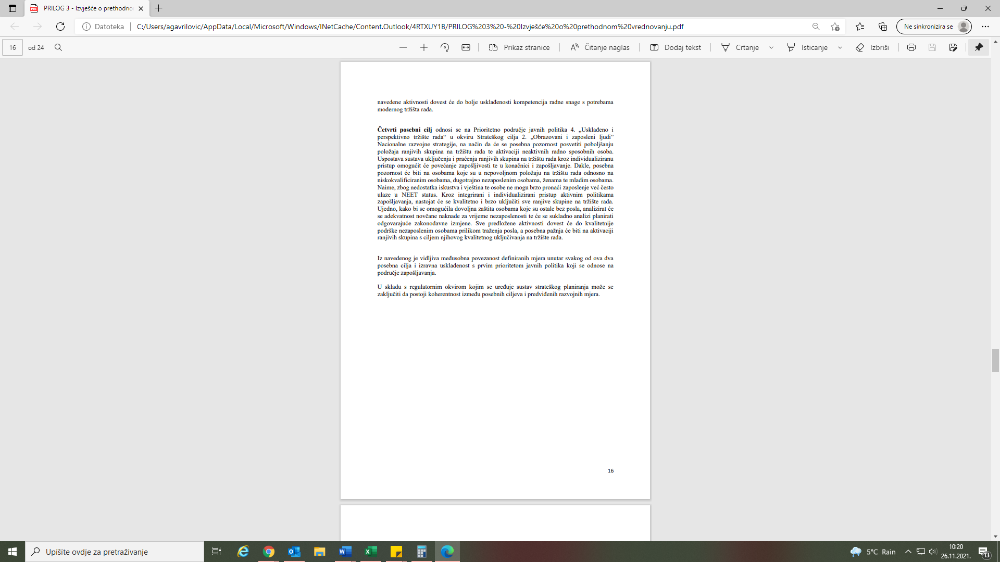 PRILOG 3 - Izvješće o prethodno
Datoteka
C:/Users/agavrilovic/AppData/Local/Microsoft/Windows/INetCache/Content.Outlook/4RTXUY1B/PRILOG%203%20-%20Izvješće%20o%20prethodnom%20vrednovanju.pdf
Ne sinkronizira se
16 od 24
Prikaz stranice
Čitanje naglas
Dodaj tekst
Crtanje
Isticanje
Izbriši
navedene aktivnosti dovest će do bolje usklađenosti kompetencija radne snage s potrebama
modernog tržišta rada.
Četvrti posebni cilj odnosi se na Prioritetno područje javnih politika 4. „Usklađeno i
perspektivno tržište rada“ u okviru Strateškog cilja 2. „Obrazovani i zaposleni ljudi”
Nacionalne razvojne strategije, na način da će se posebna pozornost posvetiti poboljšanju
položaja ranjivih skupina na tržištu rada te aktivaciji neaktivnih radno sposobnih osoba.
Uspostava sustava uključenja i praćenja ranjivih skupina na tržištu rada kroz individualiziranu
pristup omogućit će povećanje zapošljivosti te u konačnici i zapošljavanje. Dakle, posebna
pozornost će biti na osobama koje su u nepovoljnom položaju na tržištu rada odnosno na
niskokvalificiranim osobama, dugotrajno nezaposlenim osobama, ženama te mladim osobama.
Naime, zbog nedostatka iskustva i vještina te osobe ne mogu brzo pronaći zaposlenje već često
ulaze u NEET status. Kroz integrirani i individualizirani pristup aktivnim politikama
zapošljavanja, nastojat će se kvalitetno i brzo uključiti sve ranjive skupine na tržište rada.
Ujedno, kako bi se omogućila dovoljna zaštita osobama koje su ostale bez posla, analizirat će
se adekvatnost novčane naknade za vrijeme nezaposlenosti te će se sukladno analizi planirati
odgovarajuće zakonodavne izmjene. Sve predložene aktivnosti dovest će do kvalitetnije
podrške nezaposlenim osobama prilikom traženja posla, a posebna pažnja će biti na aktivaciji
ranjivih skupina s ciljem njihovog kvalitetnog uključivanja na tržište rada.
Iz navedenog je vidljiva međusobna povezanost definiranih mjera unutar svakog od ova dva
posebna cilja i izravna usklađenost s prvim prioritetom javnih politika koji se odnose na
područje zapošljavanja.
U skladu s regulatornim okvirom kojim se uređuje sustav strateškog planiranja može se
zaključiti da postoji koherentnost između posebnih ciljeva i predviđenih razvojnih mjera.
16
Upišite ovdje za pretraživanje
5°C Rain
10:20
26.11.2021.
13